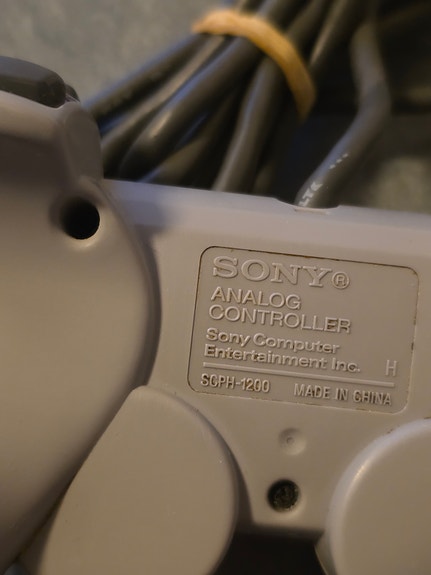 SONY®
ANALOG
CONTROLLER
Sony Computer
Entertainment Inc. H
SCPH-1200 MADE IN CHINA